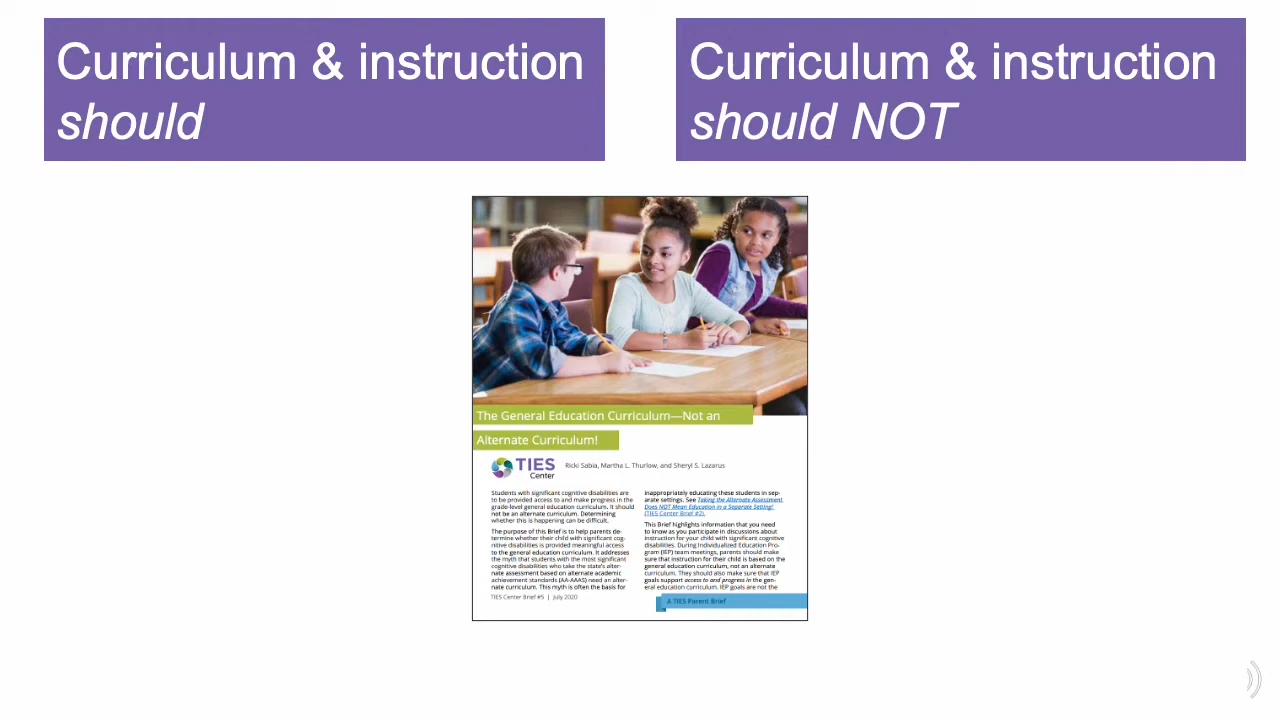 Curriculum & instruction
should
Curriculum & instruction
should NOT
The General Education Curriculum—Not an
Alternate Curriculum!
TIES
Center
Ricki Sabia, Martha L. Thurlow, and Sheryl S. Lazarus
Students with significant cognitive disabilities are
to be provided access to and make progress in the
grade-level general education curriculum. It should
not be an alternate curriculum. Determining
whether this is happening can be difficult.
The purpose of this Brief is to help parents de-
termine whether their child with significant cog-
nitive disabilities is provided meaningful access
to the general education curriculum. It addresses
the myth that students with the most significant
cognitive disabilities who take the state's alter-
nate assessment based on alternate academic
achievement standards (AA-AAAS) need an alter-
nate curriculum. This myth is often the basis for
inappropriately educating these students in sep-
arate settings. See Taking the Alternate Assessment
Does NOT Mean Education in a Separate Setting!
(TIES Center Brief #2).
This Brief highlights information that you need
to know as you participate in discussions about
instruction for your child with significant cognitive
disabilities. During Individualized Education Pro-
gram (IEP) team meetings, parents should make
sure that instruction for their child is based on the
general education curriculum, not an alternate
curriculum. They should also make sure that IEP
goals support access to and progress in the gen-
eral education curriculum. IEP goals are not the
TIES Center Brief #5 | July 2020
A TIES Parent Brief